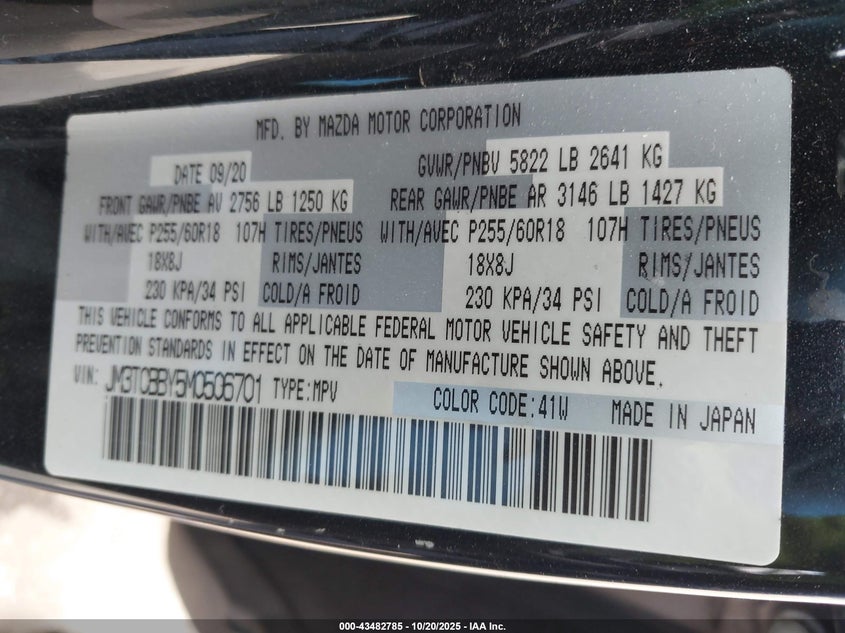 MFD. BY MAZDA MOTOR CORPORATION
DATE 09/20 GVWR/PNBV 5822 LB 2641 KG
FRONT GAWR/PNBE AV 2756 LB 1250 KG REAR GAWR/PNBE AR 3146 LB 1427 KG
WITH/AVEC P255/60R18 107H TIRES/PNEUS WITH/AVEC P255/60R18 107H TIRES/PNEUS
18X8J RIMS/JANTES 18X8J RIMS/JANTES
230 KPA/34 PSI COLD/A FROID 230 KPA/34 PSI COLD/A FROID
THIS VEHICLE CONFORMS TO ALL APPLICABLE FEDERAL MOTOR VEHICLE SAFETY AND THEFT
PREVENTION STANDARDS IN EFFECT ON THE DATE OF MANUFACTURE SHOWN ABOVE.
VIN: JM3TCBBY5M0506701 TYPE:MPV COLOR CODE:41W MADE IN JAPAN
000-43482785 - 10/20/2025 - IAA Inc.